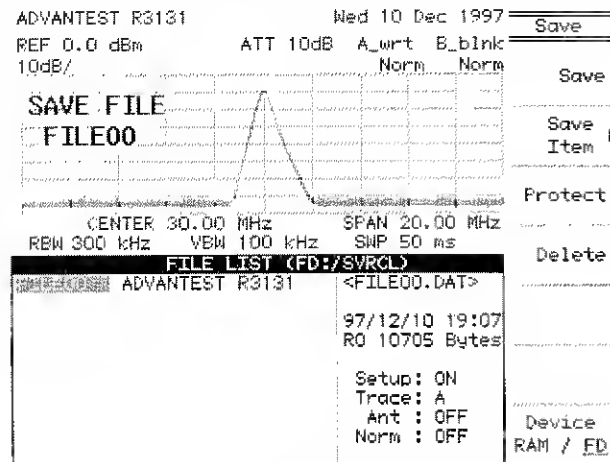 ADVANTEST R3131 Wed 10 Dec 1997
REF 0.0 dBm ATT 10dB A_wrt B_blnk
10dB/ Norm Norm
SAVE FILE
FILE00
CENTER 30.00 MHz SPAN 20.00 MHz
RBW 300 kHz VBW 100 kHz SWP 50 ms
FILE LIST (FD:/SVRCL)
ADVANTEST R3131 <FILE00.DAT>
97/12/10 19:07
RO 10705 Bytes
Setup: ON
Trace: A
Ant : OFF
Norm : OFF
Save
Save
Save
Item
Protect
Delete
Device
RAM / FD